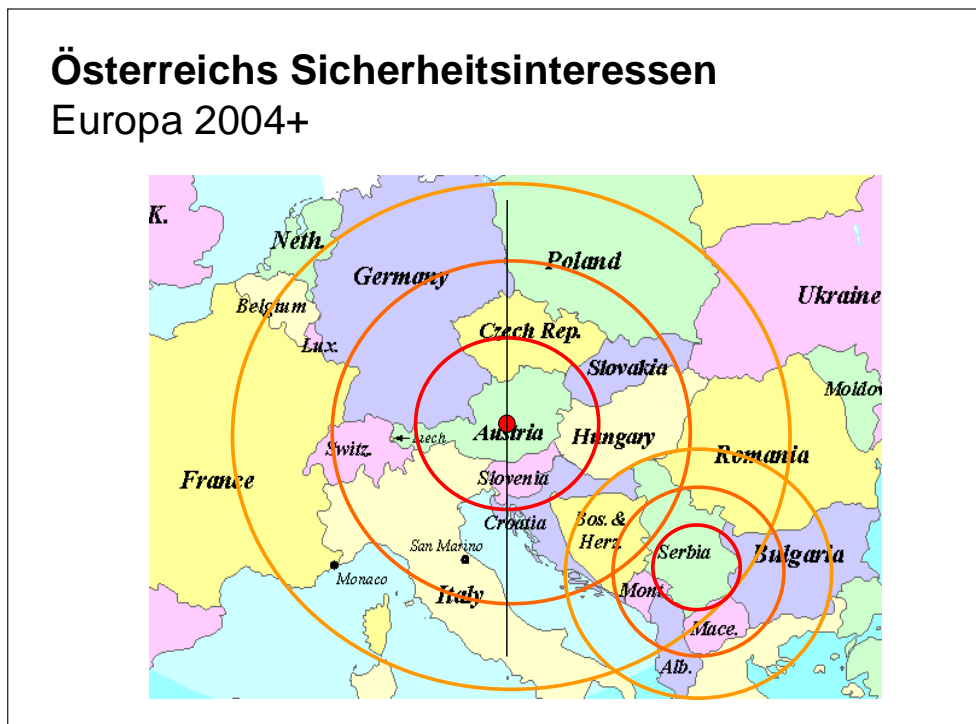 Österreichs Sicherheitsinteressen
Europa 2004+
K.
Neth.
Poland
Germany
Ukraine
Belgium
Czech Rep.
Lux.
Slovakia
Moldov
Austria
Hungary
Liech
Switz.
Romania
Slovenia
France
Croatia
Bos. &
Herz.
San Marino
Serbia
Bulgaria
Monaco
Italy
Mont.
Mace.
Alb.